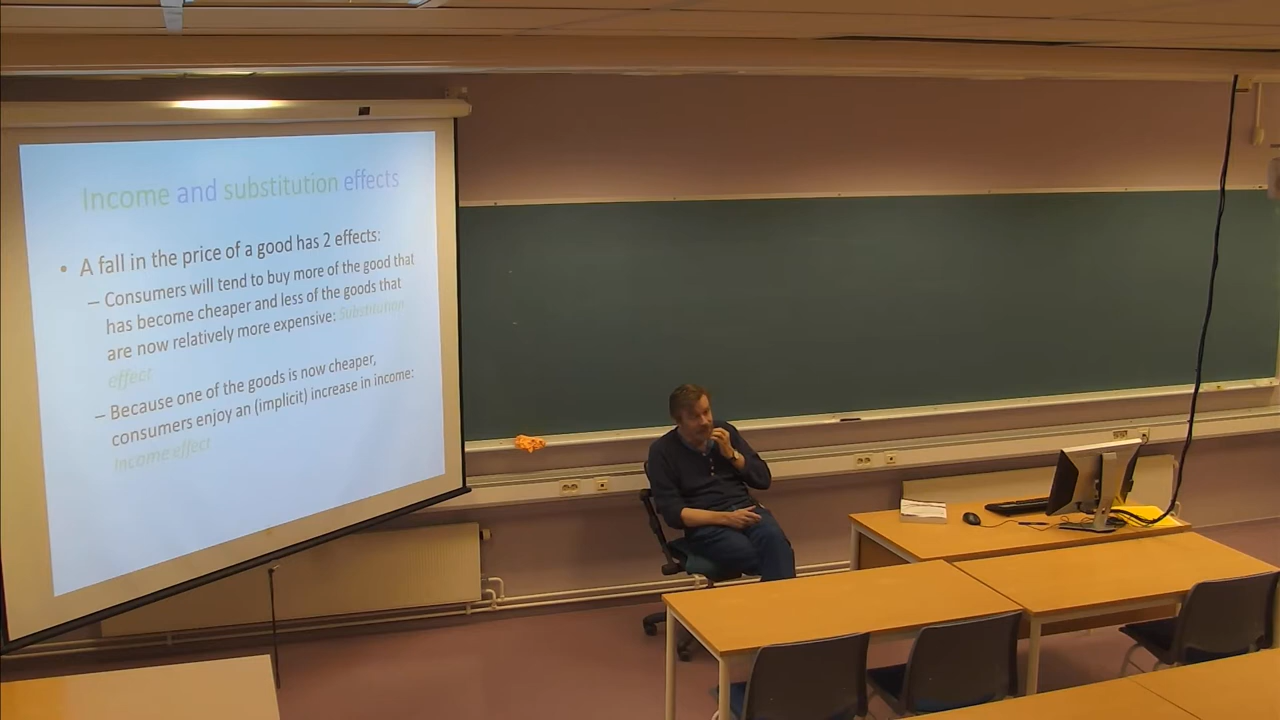 Income and substitution effects
• A fall in the price of a good has 2 effects:
– Consumers will tend to buy more of the good that
has become cheaper and less of the goods that
are now relatively more expensive: Substitution
effect
– Because one of the goods is now cheaper,
consumers enjoy an (implicit) increase in income:
Income effect